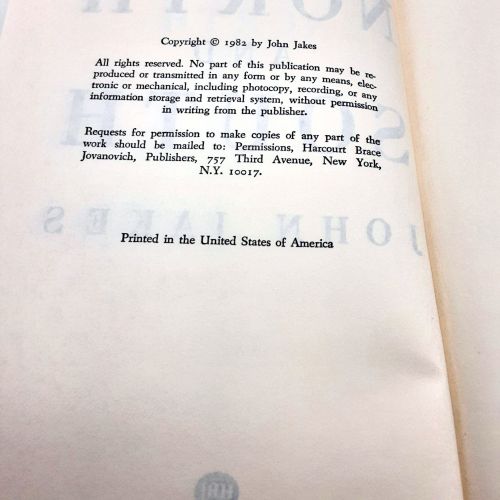 Copyright © 1982 by John Jakes
All rights reserved. No part of this publication may be re-
produced or transmitted in any form or by any means, elec-
tronic or mechanical, including photocopy, recording, or any
information storage and retrieval system, without permission
in writing from the publisher.
Requests for permission to make copies of any part of the
work should be mailed to: Permissions, Harcourt Brace
Jovanovich, Publishers, 757 Third Avenue, New York,
N.Y. 10017.
JOHN JAKES
Printed in the United States of America
HBJ